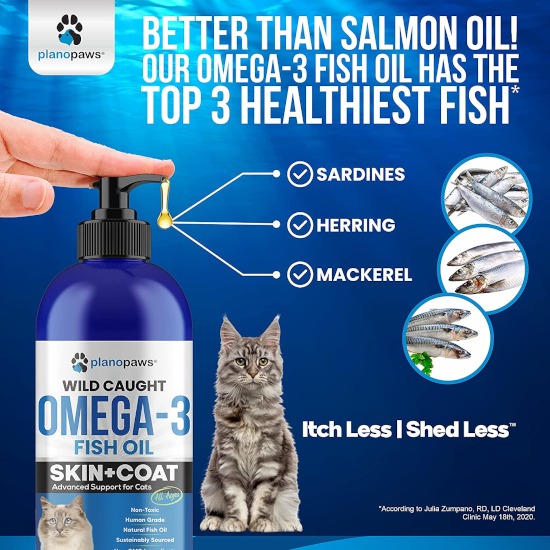 planopaws®
BETTER THAN SALMON OIL!
OUR OMEGA-3 FISH OIL HAS THE
TOP 3 HEALTHIEST FISH*
SARDINES
HERRING
MACKEREL
planopaws®
WILD CAUGHT
OMEGA-3
FISH OIL
SKIN+COAT
Advanced Support for Cats
All Ages
Non-Toxic
Human Grade
Natural Fish Oil
Sustainably Sourced
Itch Less | Shed Less™
*According to Julia Zumpano, RD, LD Cleveland
Clinic May 18th, 2020.